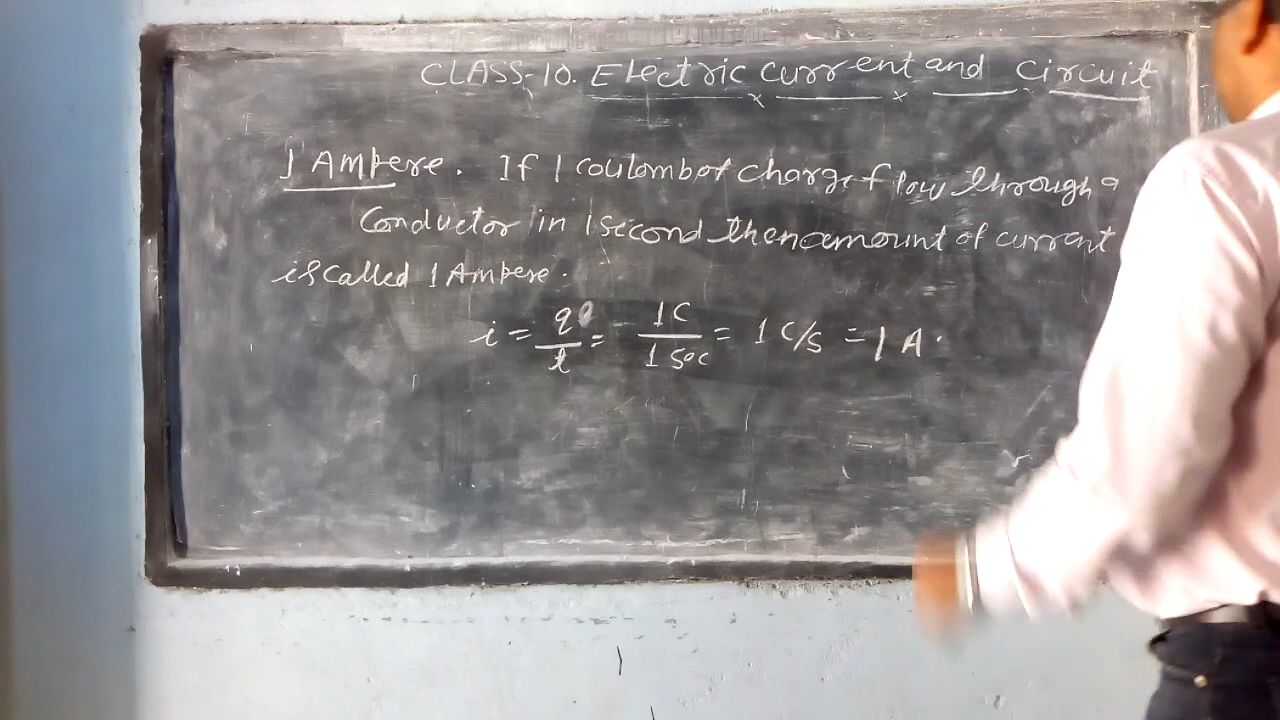 CLASS-10. Electric current and Circuit
1 Ampere. If 1 coulomb of charge flow through a
Conductor in 1 second then amount of current
is called 1 Ampere.
i = q/t = 1C/1 Sec = 1 C/S = 1 A.